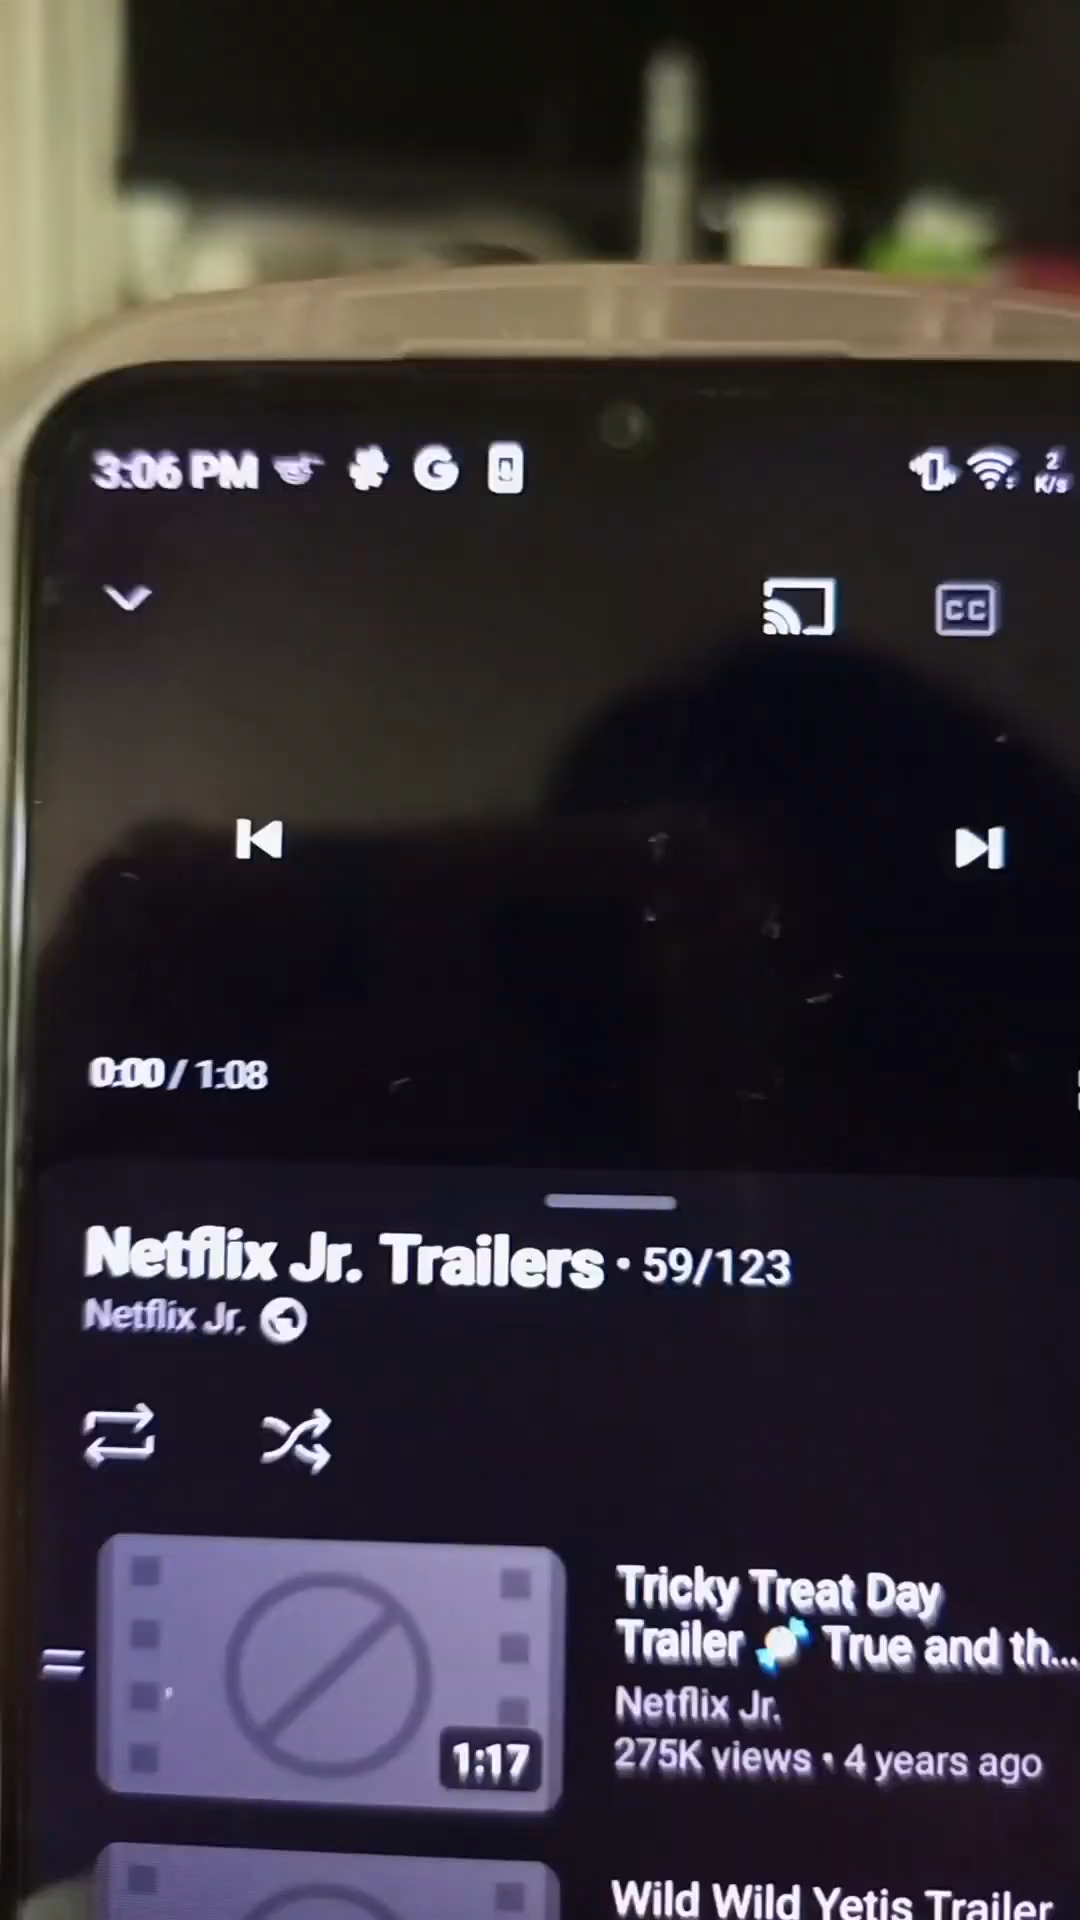 3:06 PM G 2 K/s
CC
0:00 / 1:08
Netflix Jr. Trailers • 59/123
Netflix Jr.
Tricky Treat Day
Trailer 🍬 True and th...
Netflix Jr.
275K views • 4 years ago
1:17
Wild Wild Yetis Trailer